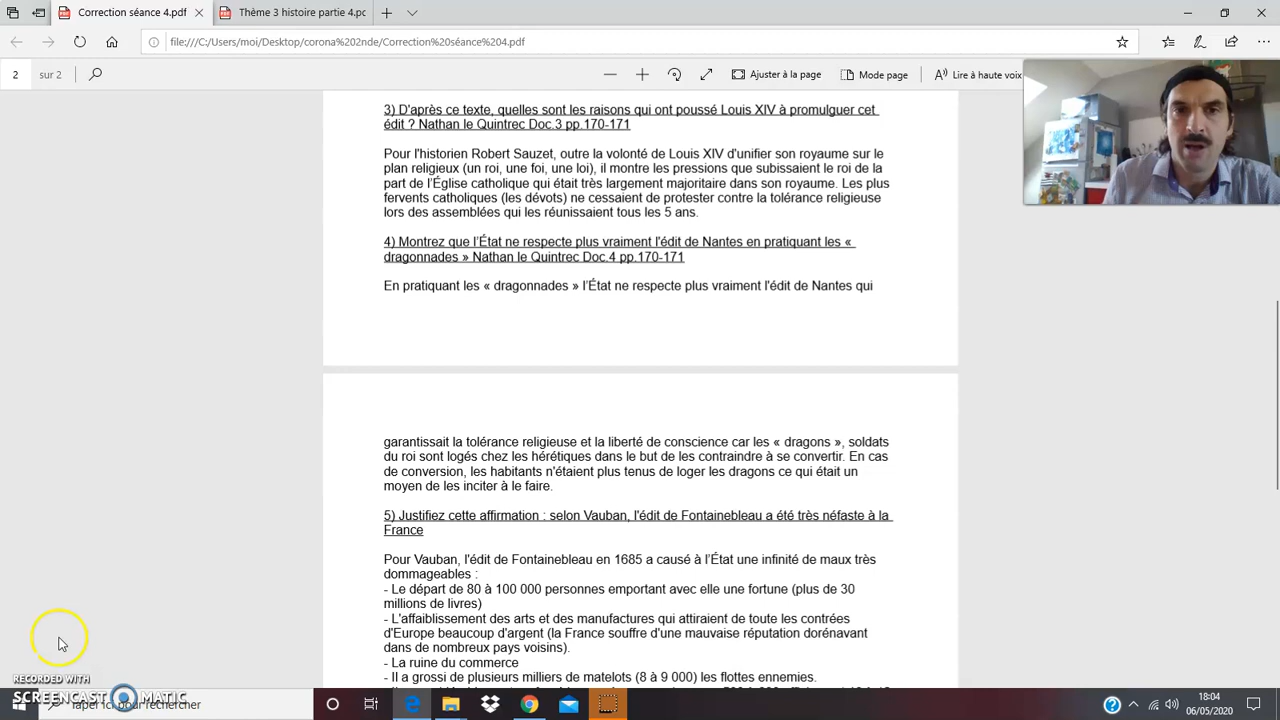 Correction séance 4.pdf
Thème 3 histoire partie 4.pc
file:///C:/Users/moi/Desktop/corona%202nde/Correction%20séance%204.pdf
2 sur 2 Ajuster à la page Mode page Lire à haute voix
3) D'après ce texte, quelles sont les raisons qui ont poussé Louis XIV à promulguer cet
édit ? Nathan le Quintrec Doc.3 pp.170-171
Pour l'historien Robert Sauzet, outre la volonté de Louis XIV d'unifier son royaume sur le
plan religieux (un roi, une foi, une loi), il montre les pressions que subissaient le roi de la
part de l'Église catholique qui était très largement majoritaire dans son royaume. Les plus
fervents catholiques (les dévots) ne cessaient de protester contre la tolérance religieuse
lors des assemblées qui les réunissaient tous les 5 ans.
4) Montrez que l'État ne respecte plus vraiment l'édit de Nantes en pratiquant les «
dragonnades » Nathan le Quintrec Doc.4 pp.170-171
En pratiquant les « dragonnades » l'État ne respecte plus vraiment l'édit de Nantes qui
garantissait la tolérance religieuse et la liberté de conscience car les « dragons », soldats
du roi sont logés chez les hérétiques dans le but de les contraindre à se convertir. En cas
de conversion, les habitants n'étaient plus tenus de loger les dragons ce qui était un
moyen de les inciter à le faire.
5) Justifiez cette affirmation : selon Vauban, l'édit de Fontainebleau a été très néfaste à la
France
Pour Vauban, l'édit de Fontainebleau en 1685 a causé à l'État une infinité de maux très
dommageables :
- Le départ de 80 à 100 000 personnes emportant avec elle une fortune (plus de 30
millions de livres)
- L'affaiblissement des arts et des manufactures qui attiraient de toute les contrées
d'Europe beaucoup d'argent (la France souffre d'une mauvaise réputation dorénavant
dans de nombreux pays voisins).
- La ruine du commerce
- Il a grossi de plusieurs milliers de matelots (8 à 9 000) les flottes ennemies.
RECORDED WITH
SCREENCAST MATIC
Taper ici pour rechercher
18:04
06/05/2020